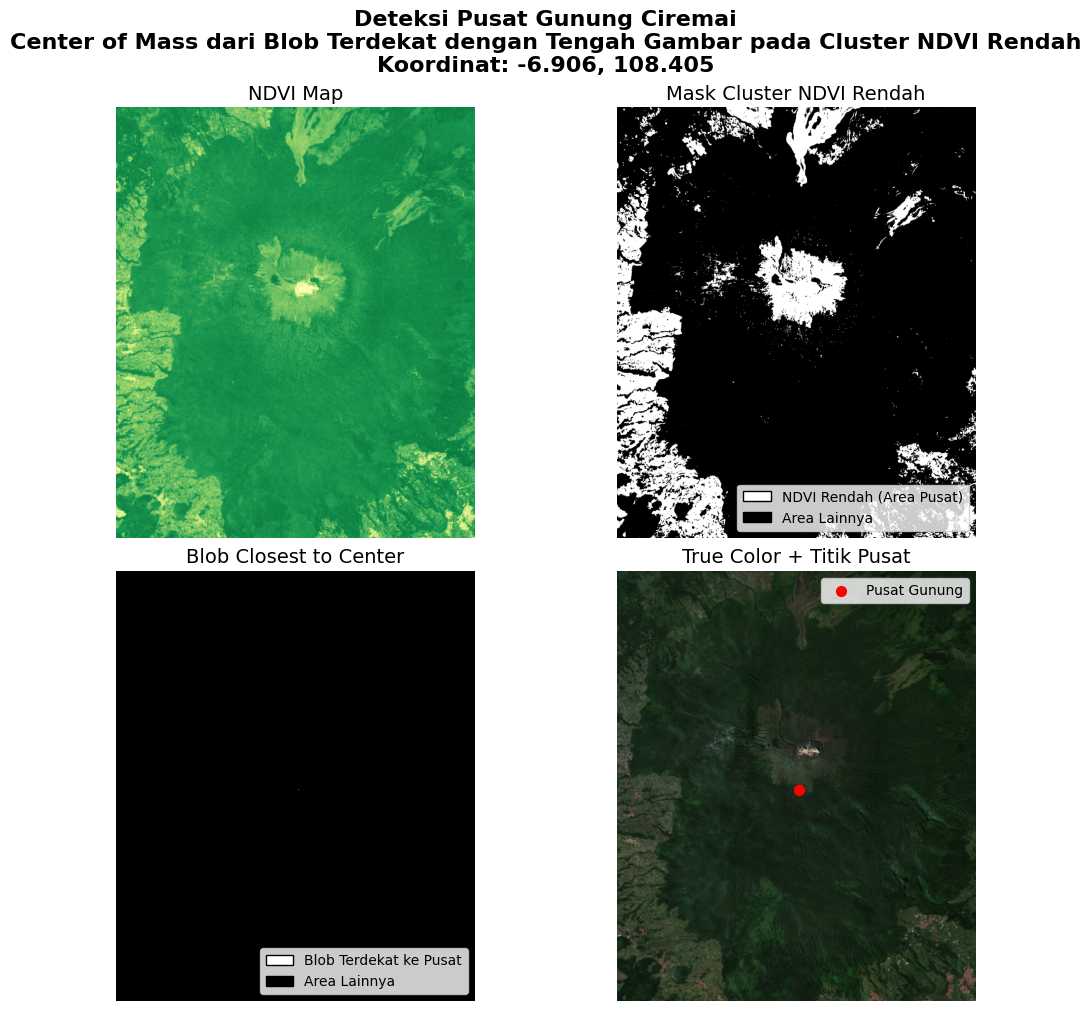 Deteksi Pusat Gunung Ciremai
Center of Mass dari Blob Terdekat dengan Tengah Gambar pada Cluster NDVI Rendah
Koordinat: -6.906, 108.405
NDVI Map
Mask Cluster NDVI Rendah
NDVI Rendah (Area Pusat)
Area Lainnya
Blob Closest to Center
True Color + Titik Pusat
Pusat Gunung
Blob Terdekat ke Pusat
Area Lainnya